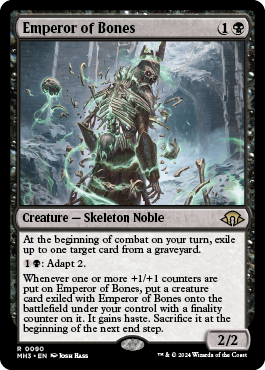 Emperor of Bones 1
Creature — Skeleton Noble
At the beginning of combat on your turn, exile
up to one target card from a graveyard.
1 : Adapt 2.
Whenever one or more +1/+1 counters are
put on Emperor of Bones, put a creature
card exiled with Emperor of Bones onto the
battlefield under your control with a finality
counter on it. It gains haste. Sacrifice it at the
beginning of the next end step.
2/2
R 0090
MH3 • EN Josh Hass ™ & © 2024 Wizards of the Coast